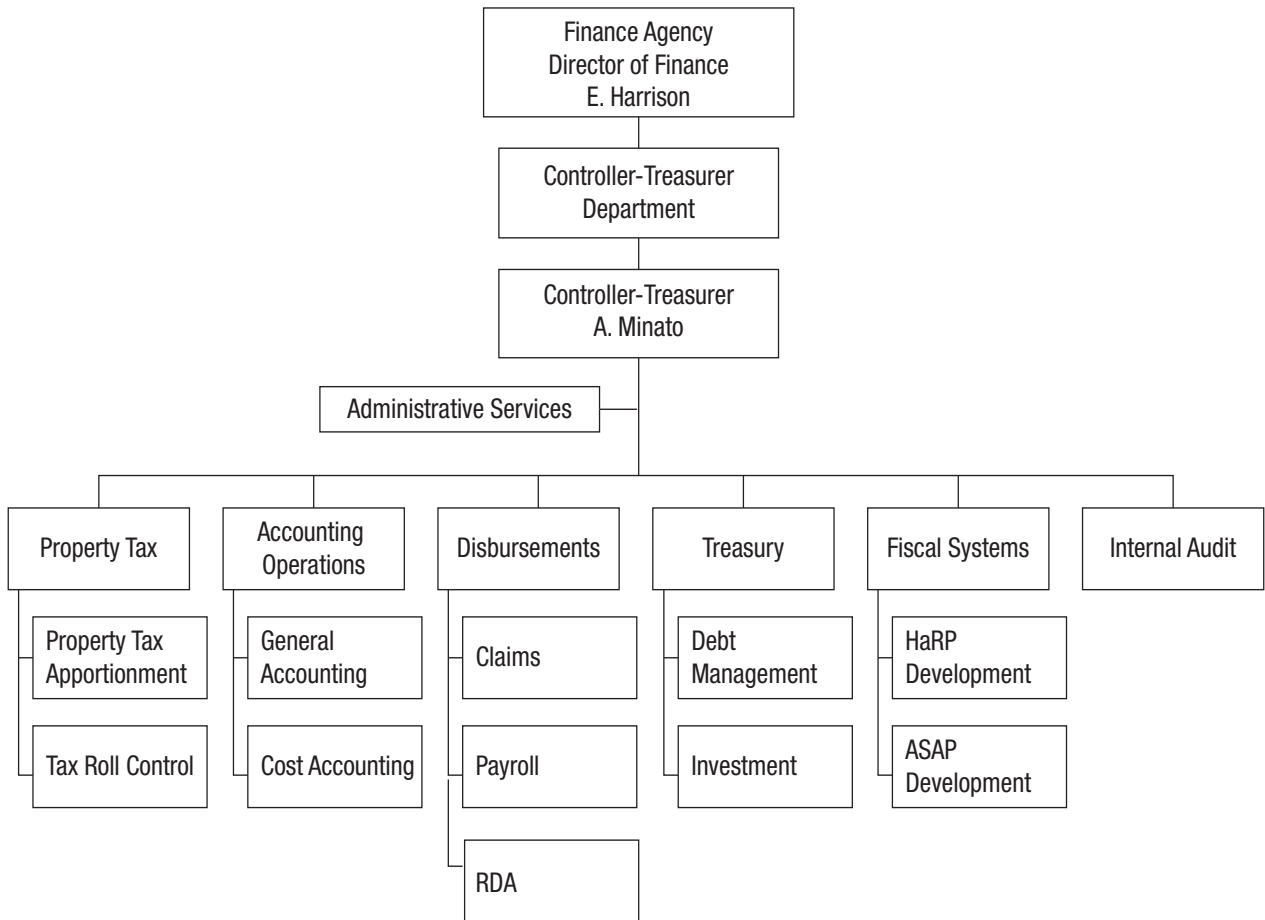 Finance Agency
Director of Finance
E. Harrison
Controller-Treasurer
Department
Controller-Treasurer
A. Minato
Administrative Services
Property Tax
Accounting
Operations
Disbursements
Treasury
Fiscal Systems
Internal Audit
Property Tax
Apportionment
General
Accounting
Claims
Debt
Management
HaRP
Development
Tax Roll Control
Cost Accounting
Payroll
Investment
ASAP
Development
RDA